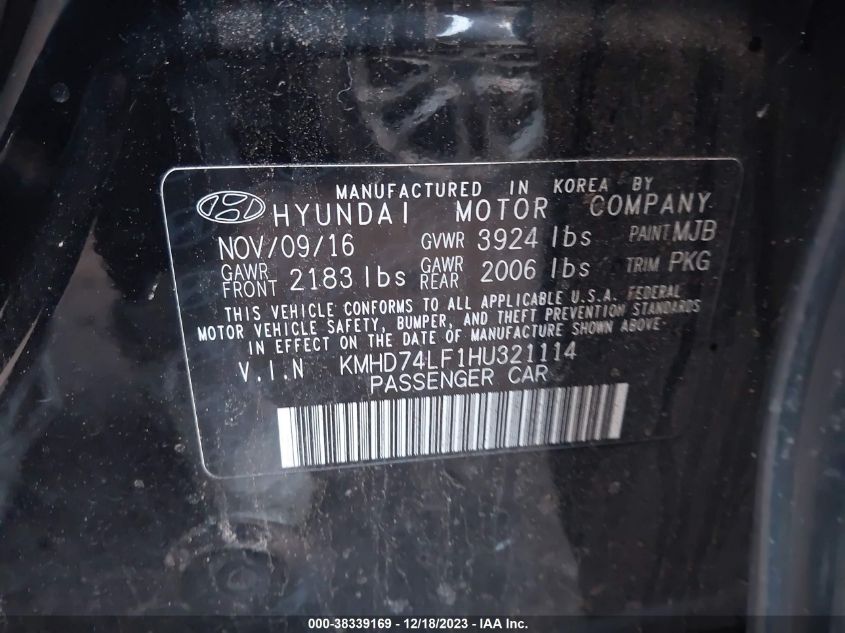 MANUFACTURED IN KOREA BY
HYUNDAI MOTOR COMPANY
NOV/09/16 GVWR 3924 lbs PAINT MJB
GAWR FRONT 2183 lbs GAWR REAR 2006 lbs TRIM PKG
THIS VEHICLE CONFORMS TO ALL APPLICABLE U.S.A. FEDERAL
MOTOR VEHICLE SAFETY, BUMPER, AND THEFT PREVENTION STANDARDS
IN EFFECT ON THE DATE OF MANUFACTURE SHOWN ABOVE.
V.I.N KMHD74LF1HU321114
PASSENGER CAR
000-38339169 - 12/18/2023 - IAA Inc.